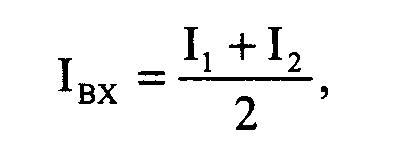 I_ВХ = (I_1 + I_2) / 2,